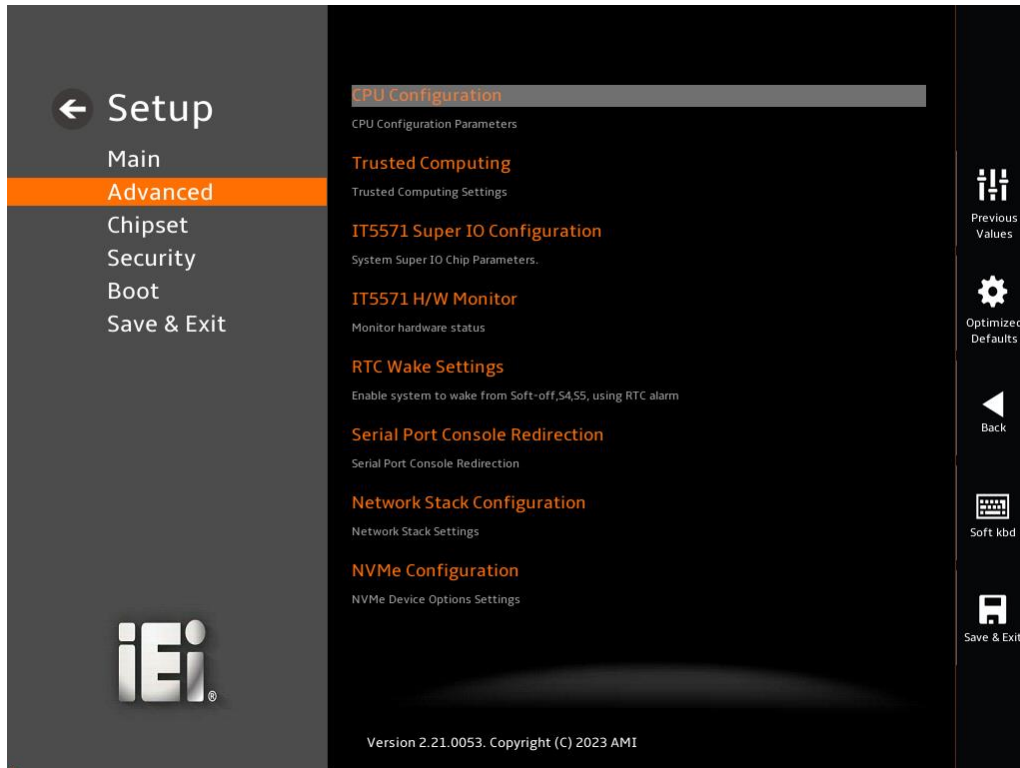 Setup
Main
Advanced
Chipset
Security
Boot
Save & Exit
iEi®
CPU Configuration
CPU Configuration Parameters
Trusted Computing
Trusted Computing Settings
IT5571 Super IO Configuration
System Super IO Chip Parameters.
IT5571 H/W Monitor
Monitor hardware status
RTC Wake Settings
Enable system to wake from Soft-off,S4,S5, using RTC alarm
Serial Port Console Redirection
Serial Port Console Redirection
Network Stack Configuration
Network Stack Settings
NVMe Configuration
NVMe Device Options Settings
Version 2.21.0053. Copyright (C) 2023 AMI
Previous
Values
Optimized
Defaults
Back
Soft kbd
Save & Exit